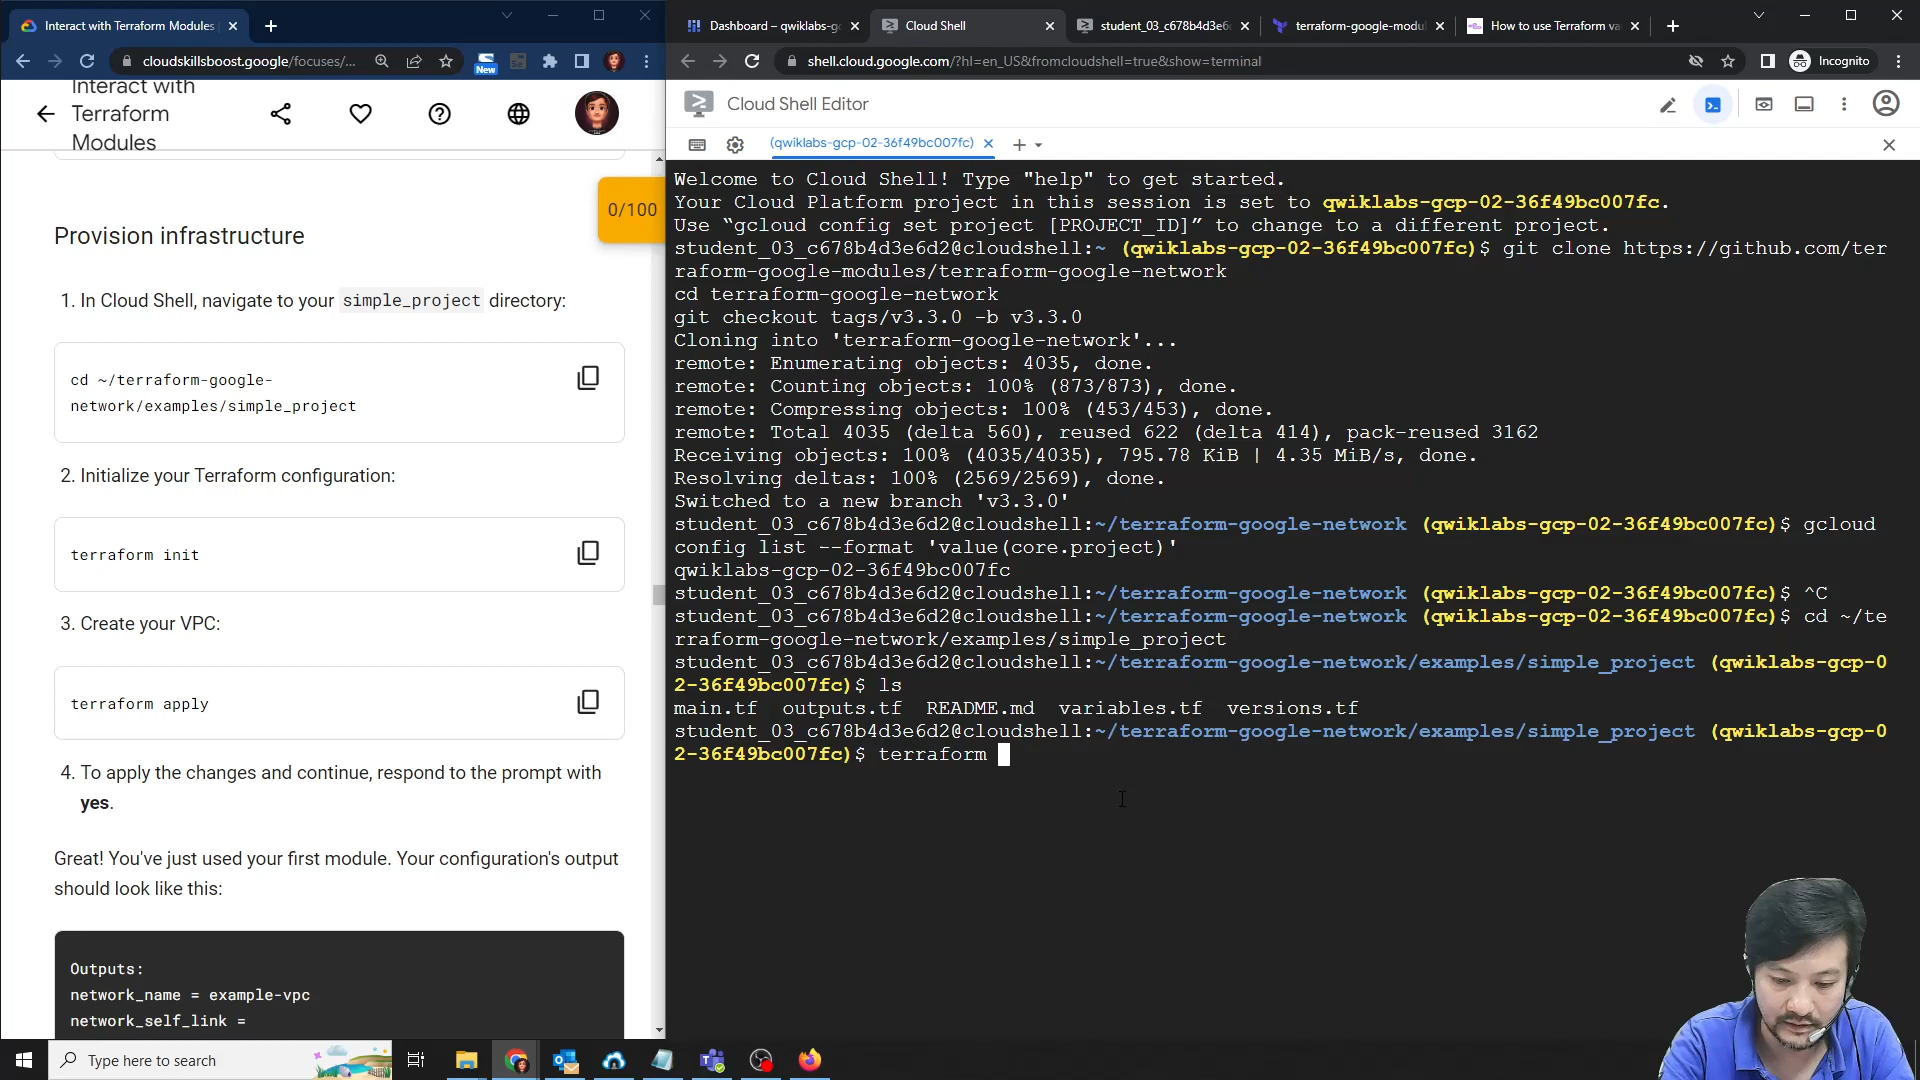 Interact with Terraform Modules
cloudskillsboost.google/focuses/...
New
Interact with
Terraform
Modules
0/100
Provision infrastructure
1. In Cloud Shell, navigate to your simple_project directory:
cd ~/terraform-google-
network/examples/simple_project
2. Initialize your Terraform configuration:
terraform init
3. Create your VPC:
terraform apply
4. To apply the changes and continue, respond to the prompt with
yes.
Great! You've just used your first module. Your configuration's output
should look like this:
Outputs:
network_name = example-vpc
network_self_link =
Dashboard – qwiklabs-g
Cloud Shell
student_03_c678b4d3e6
terraform-google-modu
How to use Terraform va
shell.cloud.google.com/?hl=en_US&fromcloudshell=true&show=terminal
Incognito
Cloud Shell Editor
(qwiklabs-gcp-02-36f49bc007fc)
Welcome to Cloud Shell! Type "help" to get started.
Your Cloud Platform project in this session is set to qwiklabs-gcp-02-36f49bc007fc.
Use “gcloud config set project [PROJECT_ID]” to change to a different project.
student_03_c678b4d3e6d2@cloudshell:~ (qwiklabs-gcp-02-36f49bc007fc)$ git clone https://github.com/ter
raform-google-modules/terraform-google-network
cd terraform-google-network
git checkout tags/v3.3.0 -b v3.3.0
Cloning into 'terraform-google-network'...
remote: Enumerating objects: 4035, done.
remote: Counting objects: 100% (873/873), done.
remote: Compressing objects: 100% (453/453), done.
remote: Total 4035 (delta 560), reused 622 (delta 414), pack-reused 3162
Receiving objects: 100% (4035/4035), 795.78 KiB | 4.35 MiB/s, done.
Resolving deltas: 100% (2569/2569), done.
Switched to a new branch 'v3.3.0'
student_03_c678b4d3e6d2@cloudshell:~/terraform-google-network (qwiklabs-gcp-02-36f49bc007fc)$ gcloud
config list --format 'value(core.project)'
qwiklabs-gcp-02-36f49bc007fc
student_03_c678b4d3e6d2@cloudshell:~/terraform-google-network (qwiklabs-gcp-02-36f49bc007fc)$ ^C
student_03_c678b4d3e6d2@cloudshell:~/terraform-google-network (qwiklabs-gcp-02-36f49bc007fc)$ cd ~/te
rraform-google-network/examples/simple_project
student_03_c678b4d3e6d2@cloudshell:~/terraform-google-network/examples/simple_project (qwiklabs-gcp-0
2-36f49bc007fc)$ ls
main.tf outputs.tf README.md variables.tf versions.tf
student_03_c678b4d3e6d2@cloudshell:~/terraform-google-network/examples/simple_project (qwiklabs-gcp-0
2-36f49bc007fc)$ terraform
Type here to search